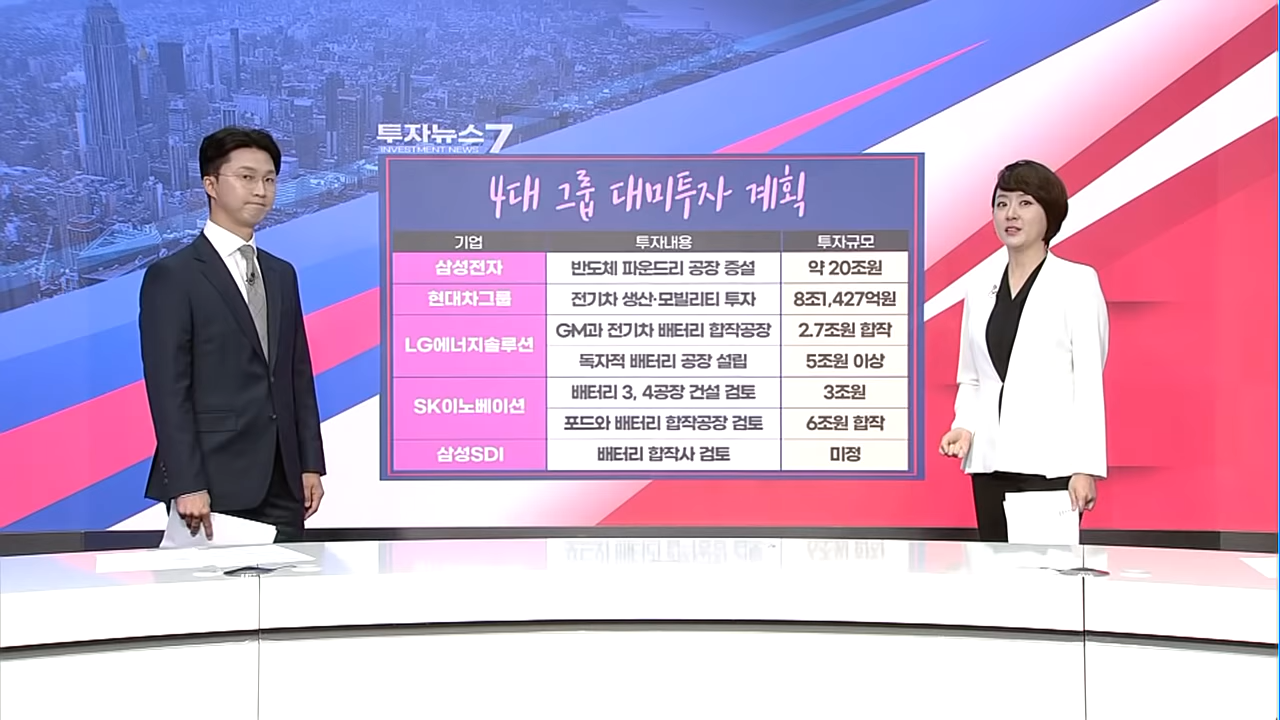 투자뉴스7
INVESTMENT NEWS
4대 그룹 대미투자 계획
기업 투자내용 투자규모
삼성전자 반도체 파운드리 공장 증설 약 20조원
현대차그룹 전기차 생산·모빌리티 투자 8조1,427억원
LG에너지솔루션 GM과 전기차 배터리 합작공장 2.7조원 합작
독자적 배터리 공장 설립 5조원 이상
SK이노베이션 배터리 3, 4공장 건설 검토 3조원
포드와 배터리 합작공장 검토 6조원 합작
삼성SDI 배터리 합작사 검토 미정